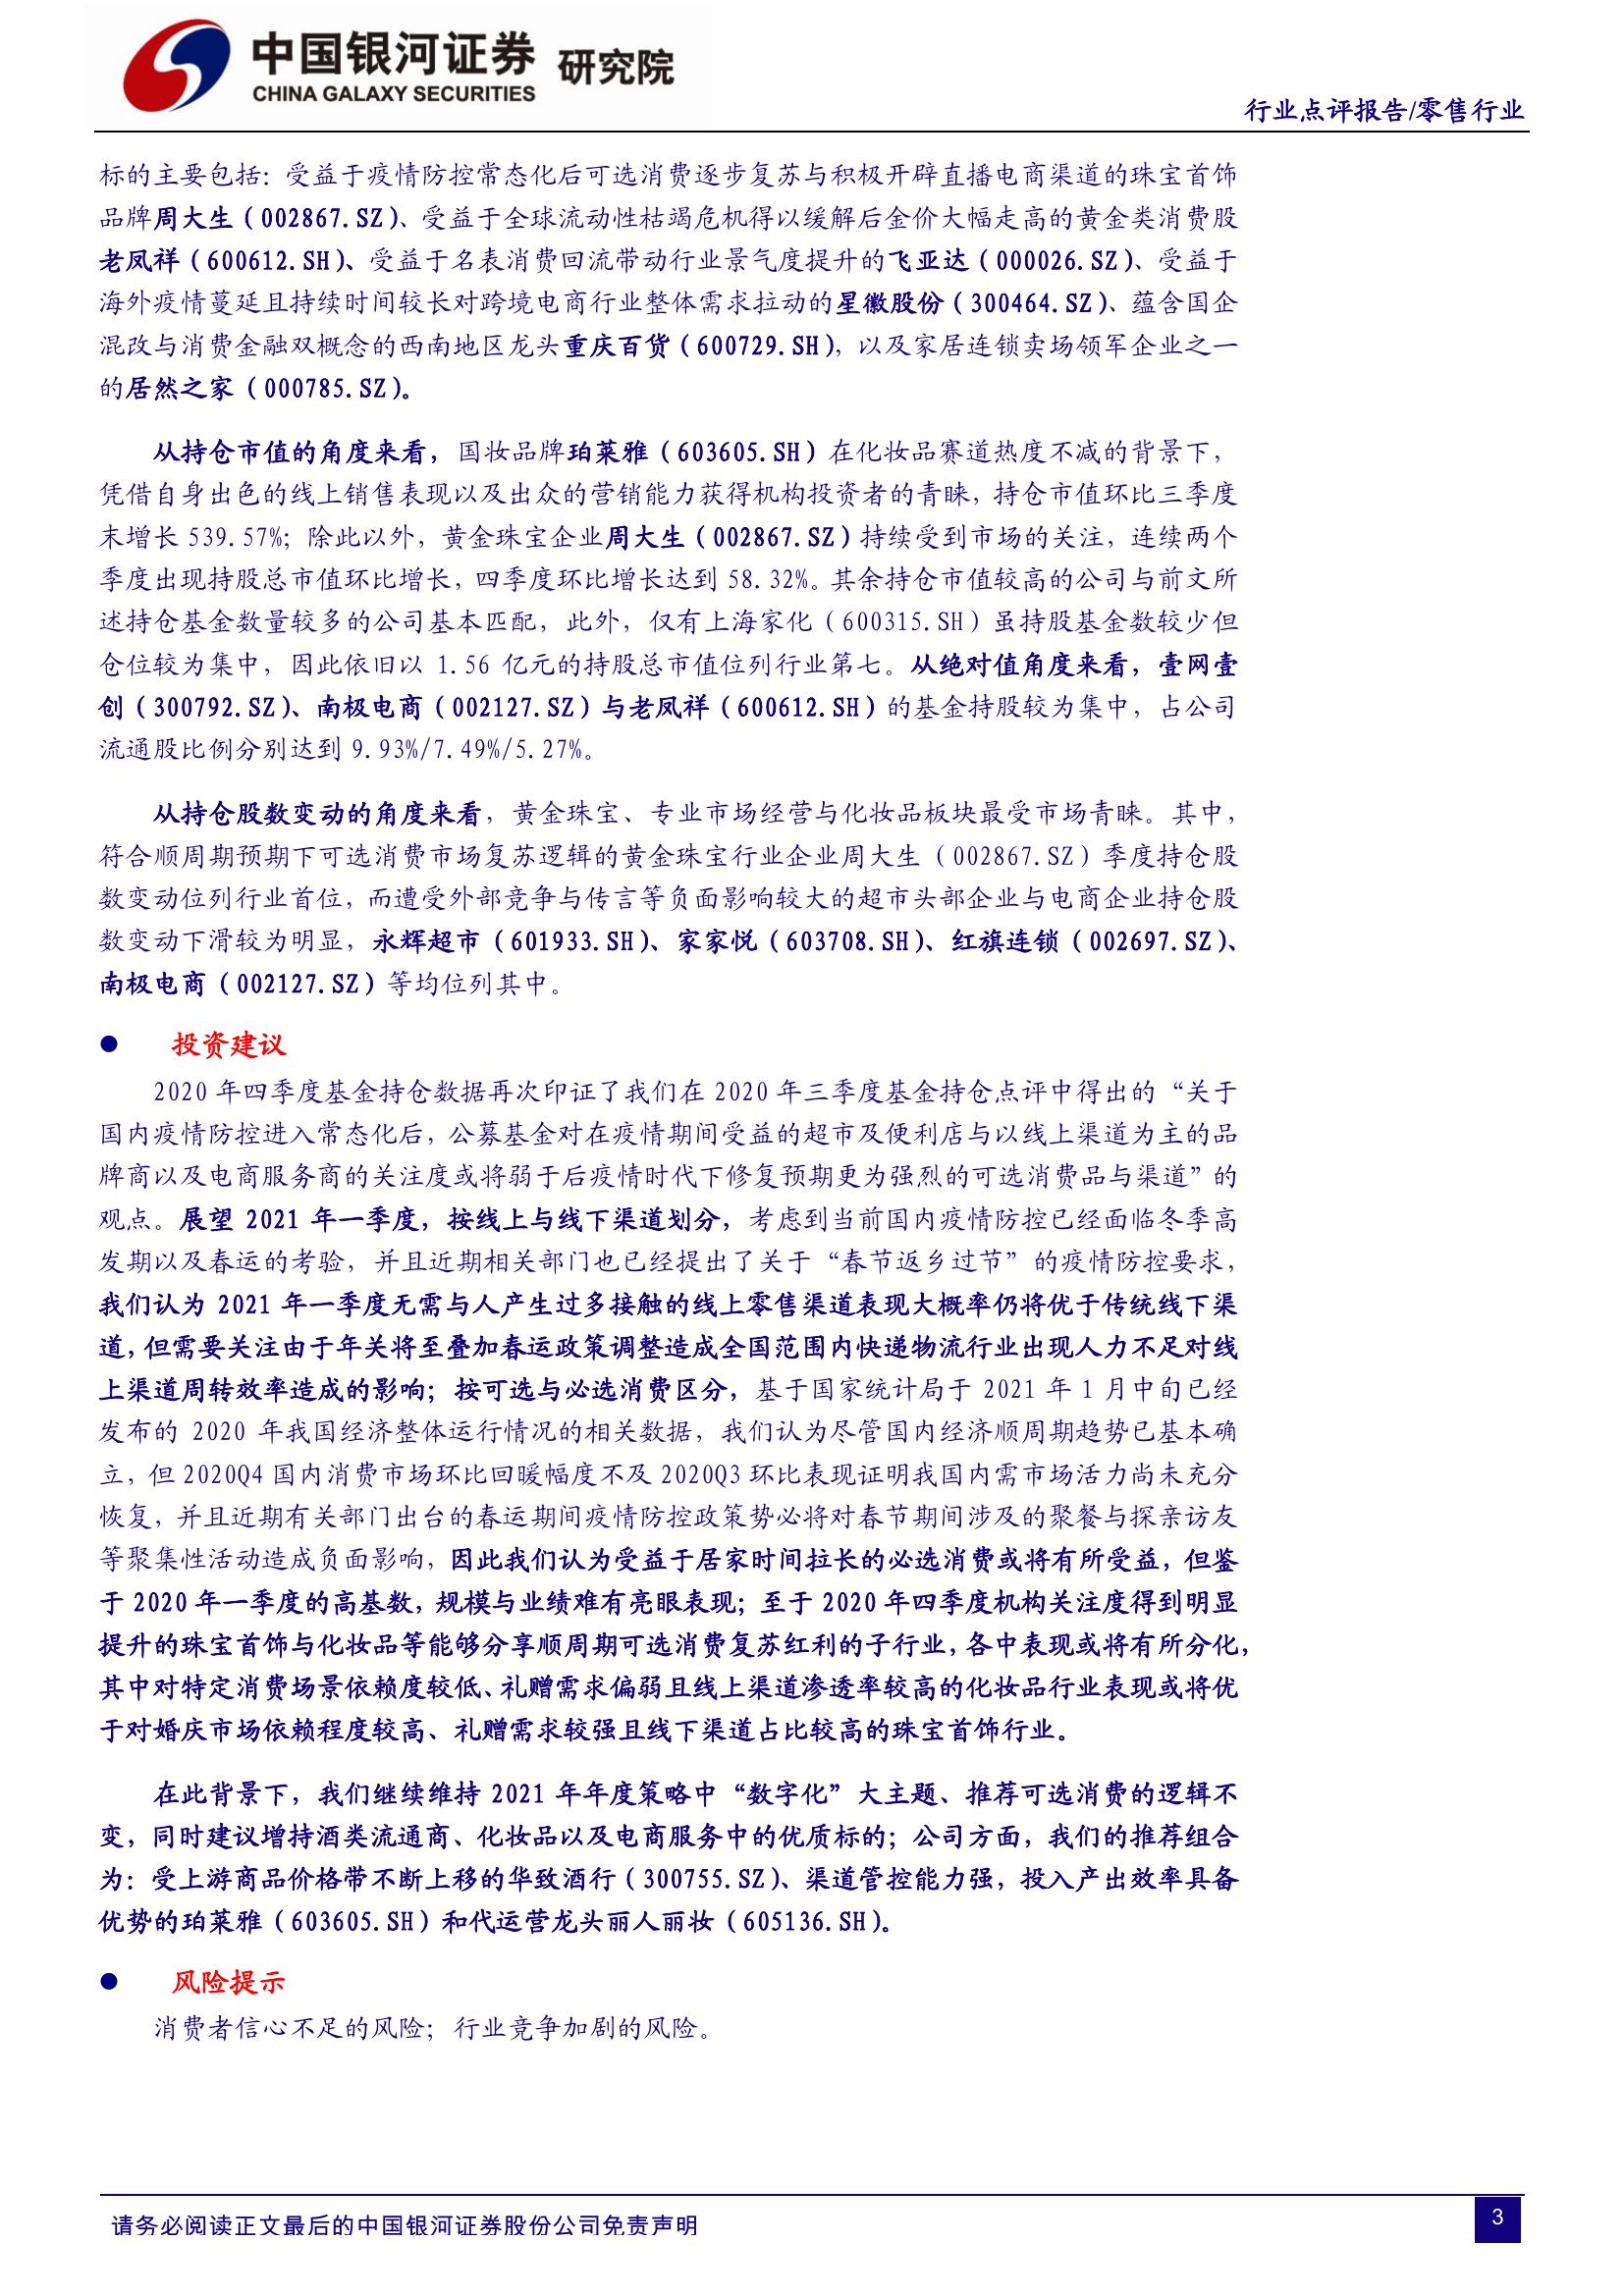 中国银河证券 研究院
CHINA GALAXY SECURITIES
行业点评报告/零售行业
标的主要包括：受益于疫情防控常态化后可选消费逐步复苏与积极开辟直播电商渠道的珠宝首饰
品牌周大生（002867.SZ）、受益于全球流动性枯竭危机得以缓解后金价大幅走高的黄金类消费股
老凤祥（600612.SH）、受益于名表消费回流带动行业景气度提升的飞亚达（000026.SZ）、受益于
海外疫情蔓延且持续时间较长对跨境电商行业整体需求拉动的星徽股份（300464.SZ）、蕴含国企
混改与消费金融双概念的西南地区龙头重庆百货（600729.SH），以及家居连锁卖场领军企业之一
的居然之家（000785.SZ）。
从持仓市值的角度来看，国妆品牌珀莱雅（603605.SH）在化妆品赛道热度不减的背景下，
凭借自身出色的线上销售表现以及出众的营销能力获得机构投资者的青睐，持仓市值环比三季度
末增长 539.57%；除此以外，黄金珠宝企业周大生（002867.SZ）持续受到市场的关注，连续两个
季度出现持股总市值环比增长，四季度环比增长达到 58.32%。其余持仓市值较高的公司与前文所
述持仓基金数量较多的公司基本匹配，此外，仅有上海家化（600315.SH）虽持股基金数较少但
仓位较为集中，因此依旧以 1.56 亿元的持股总市值位列行业第七。从绝对值角度来看，壹网壹
创（300792.SZ）、南极电商（002127.SZ）与老凤祥（600612.SH）的基金持股较为集中，占公司
流通股比例分别达到 9.93%/7.49%/5.27%。
从持仓股数变动的角度来看，黄金珠宝、专业市场经营与化妆品板块最受市场青睐。其中，
符合顺周期预期下可选消费市场复苏逻辑的黄金珠宝行业企业周大生（002867.SZ）季度持仓股
数变动位列行业首位，而遭受外部竞争与传言等负面影响较大的超市头部企业与电商企业持仓股
数变动下滑较为明显，永辉超市（601933.SH）、家家悦（603708.SH）、红旗连锁（002697.SZ）、
南极电商（002127.SZ）等均位列其中。
● 投资建议
2020 年四季度基金持仓数据再次印证了我们在 2020 年三季度基金持仓点评中得出的“关于
国内疫情防控进入常态化后，公募基金对在疫情期间受益的超市及便利店与以线上渠道为主的品
牌商以及电商服务商的关注度或将弱于后疫情时代下修复预期更为强烈的可选消费品与渠道”的
观点。展望 2021 年一季度，按线上与线下渠道划分，考虑到当前国内疫情防控已经面临冬季高
发期以及春运的考验，并且近期相关部门也已经提出了关于“春节返乡过节”的疫情防控要求，
我们认为 2021 年一季度无需与人产生过多接触的线上零售渠道表现大概率仍将优于传统线下渠
道，但需要关注由于年关将至叠加春运政策调整造成全国范围内快递物流行业出现人力不足对线
上渠道周转效率造成的影响；按可选与必选消费区分，基于国家统计局于 2021 年 1 月中旬已经
发布的 2020 年我国经济整体运行情况的相关数据，我们认为尽管国内经济顺周期趋势已基本确
立，但 2020Q4 国内消费市场环比回暖幅度不及 2020Q3 环比表现证明我国内需市场活力尚未充分
恢复，并且近期有关部门出台的春运期间疫情防控政策势必将对春节期间涉及的聚餐与探亲访友
等聚集性活动造成负面影响，因此我们认为受益于居家时间拉长的必选消费或将有所受益，但鉴
于 2020 年一季度的高基数，规模与业绩难有亮眼表现；至于 2020 年四季度机构关注度得到明显
提升的珠宝首饰与化妆品等能够分享顺周期可选消费复苏红利的子行业，各中表现或将有所分化，
其中对特定消费场景依赖度较低、礼赠需求偏弱且线上渠道渗透率较高的化妆品行业表现或将优
于对婚庆市场依赖程度较高、礼赠需求较强且线下渠道占比较高的珠宝首饰行业。
在此背景下，我们继续维持 2021 年年度策略中“数字化”大主题、推荐可选消费的逻辑不
变，同时建议增持酒类流通商、化妆品以及电商服务中的优质标的；公司方面，我们的推荐组合
为：受上游商品价格带不断上移的华致酒行（300755.SZ）、渠道管控能力强，投入产出效率具备
优势的珀莱雅（603605.SH）和代运营龙头丽人丽妆（605136.SH）。
● 风险提示
消费者信心不足的风险；行业竞争加剧的风险。
请务必阅读正文最后的中国银河证券股份公司免责声明
3